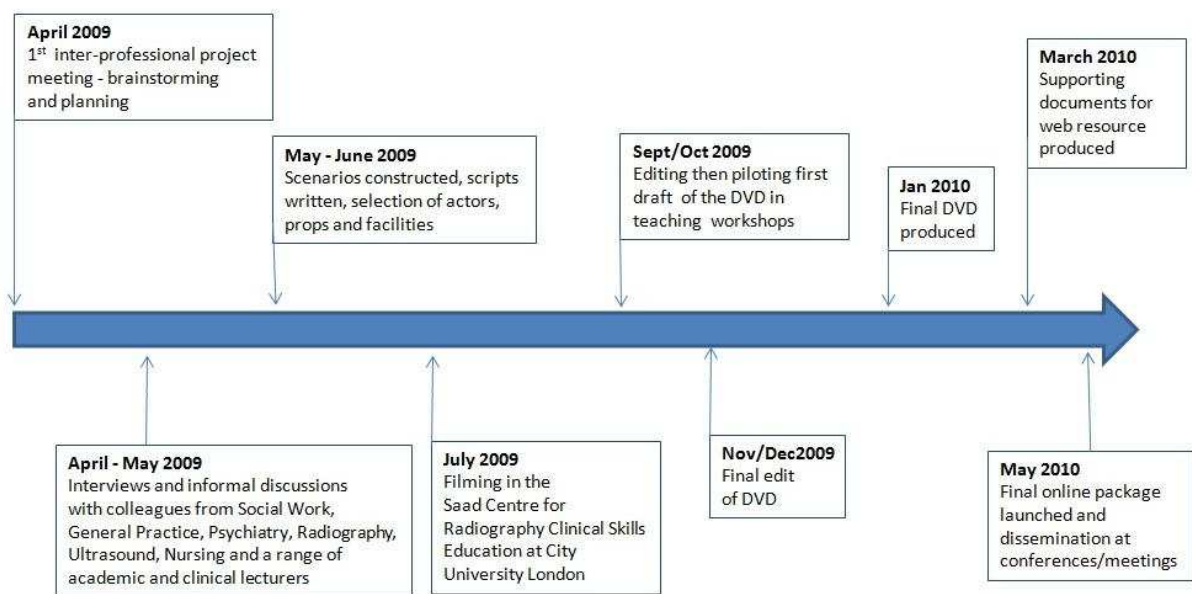 April 2009
1st inter-professional project
meeting - brainstorming
and planning
May - June 2009
Scenarios constructed, scripts
written, selection of actors,
props and facilities
Sept/Oct 2009
Editing then piloting first
draft of the DVD in
teaching workshops
Jan 2010
Final DVD
produced
March 2010
Supporting
documents for
web resource
produced
April - May 2009
Interviews and informal discussions
with colleagues from Social Work,
General Practice, Psychiatry, Radiography,
Ultrasound, Nursing and a range of
academic and clinical lecturers
July 2009
Filming in the
Saad Centre for
Radiography Clinical Skills
Education at City
University London
Nov/Dec2009
Final edit
of DVD
May 2010
Final online package
launched and
dissemination at
conferences/meetings